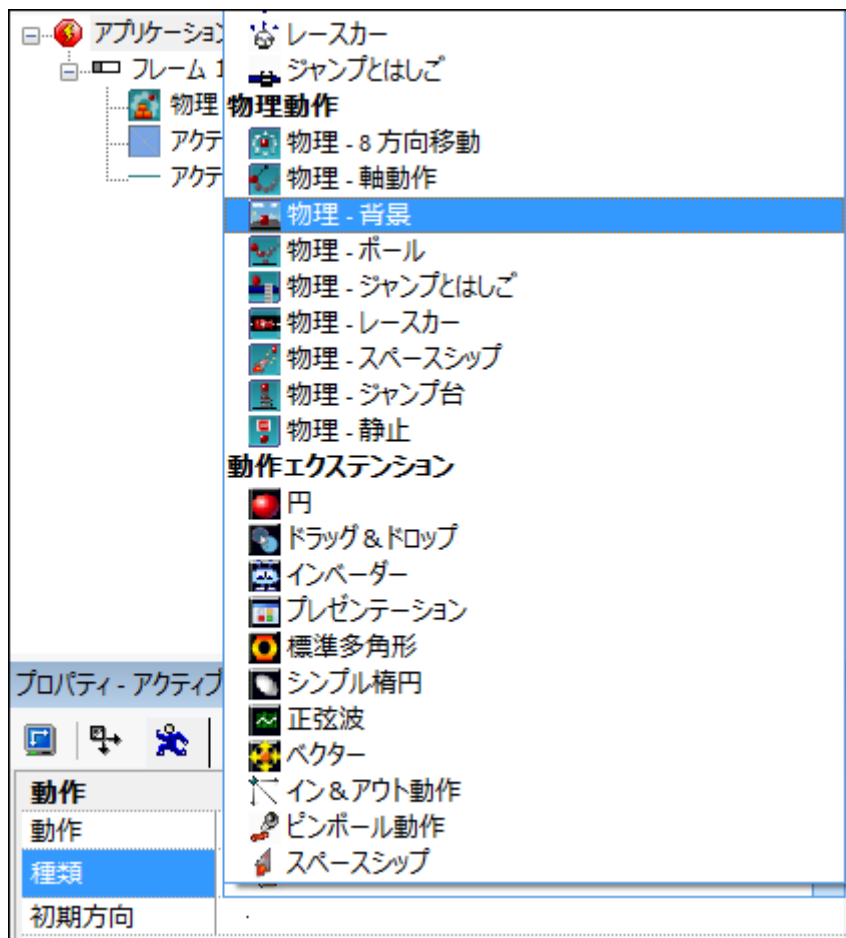 アプリケーション
フレーム 1
物理
アクテ
アクテ
レースカー
ジャンプとはしご
物理動作
物理 - 8 方向移動
物理 - 軸動作
物理 - 背景
物理 - ボール
物理 - ジャンプとはしご
物理 - レースカー
物理 - スペースシップ
物理 - ジャンプ台
物理 - 静止
動作エクステンション
円
ドラッグ & ドロップ
インベーダー
プレゼンテーション
標準多角形
シンプル楕円
正弦波
ベクター
イン & アウト動作
ピンボール動作
スペースシップ
プロパティ - アクティブ
動作
動作
種類
初期方向